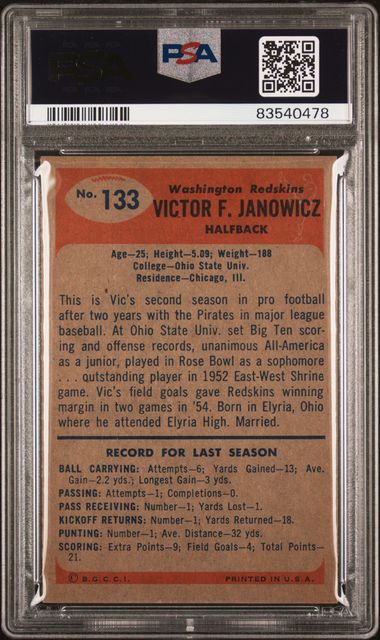 PSA
PSA
83540478
No. 133
Washington Redskins
VICTOR F. JANOWICZ
HALFBACK
Age—25; Height—5.09; Weight—188
College—Ohio State Univ.
Residence—Chicago, Ill.
This is Vic's second season in pro football
after two years with the Pirates in major league
baseball. At Ohio State Univ. set Big Ten scor-
ing and offense records, unanimous All-America
as a junior, played in Rose Bowl as a sophomore
. . . outstanding player in 1952 East-West Shrine
game. Vic's field goals gave Redskins winning
margin in two games in '54. Born in Elyria, Ohio
where he attended Elyria High. Married.
RECORD FOR LAST SEASON
BALL CARRYING: Attempts—6; Yards Gained—13; Ave.
Gain—2.2 yds.; Longest Gain—3 yds.
PASSING: Attempts—1; Completions—0.
PASS RECEIVING: Number—1; Yards Lost—1.
KICKOFF RETURNS: Number—1; Yards Returned—18.
PUNTING: Number—1; Ave. Distance—32 yds.
SCORING: Extra Points—9; Field Goals—4; Total Points—
21.
© B.G.C.C.I. PRINTED IN U.S.A.